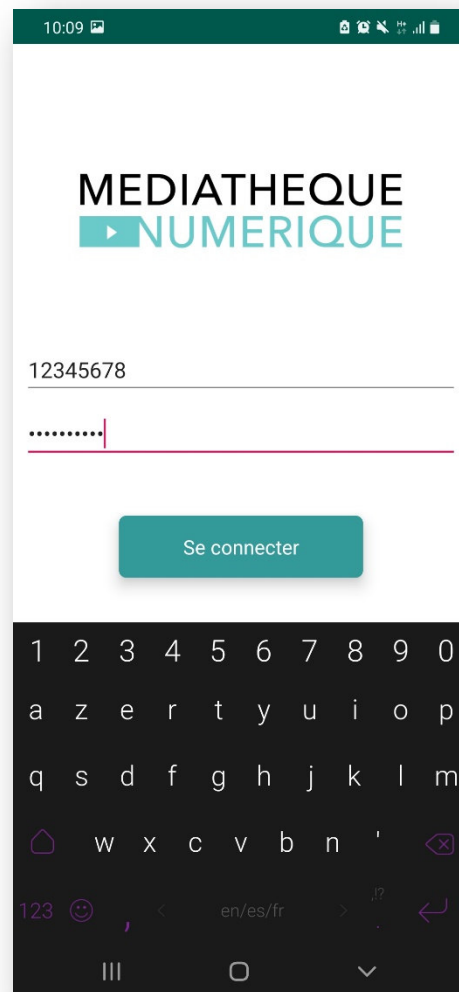 10:09
MEDIATHEQUE
NUMERIQUE
12345678
••••••••••
Se connecter
1 2 3 4 5 6 7 8 9 0
a z e r t y u i o p
q s d f g h j k l m
w x c v b n '
123 , < en/es/fr > ,!? .